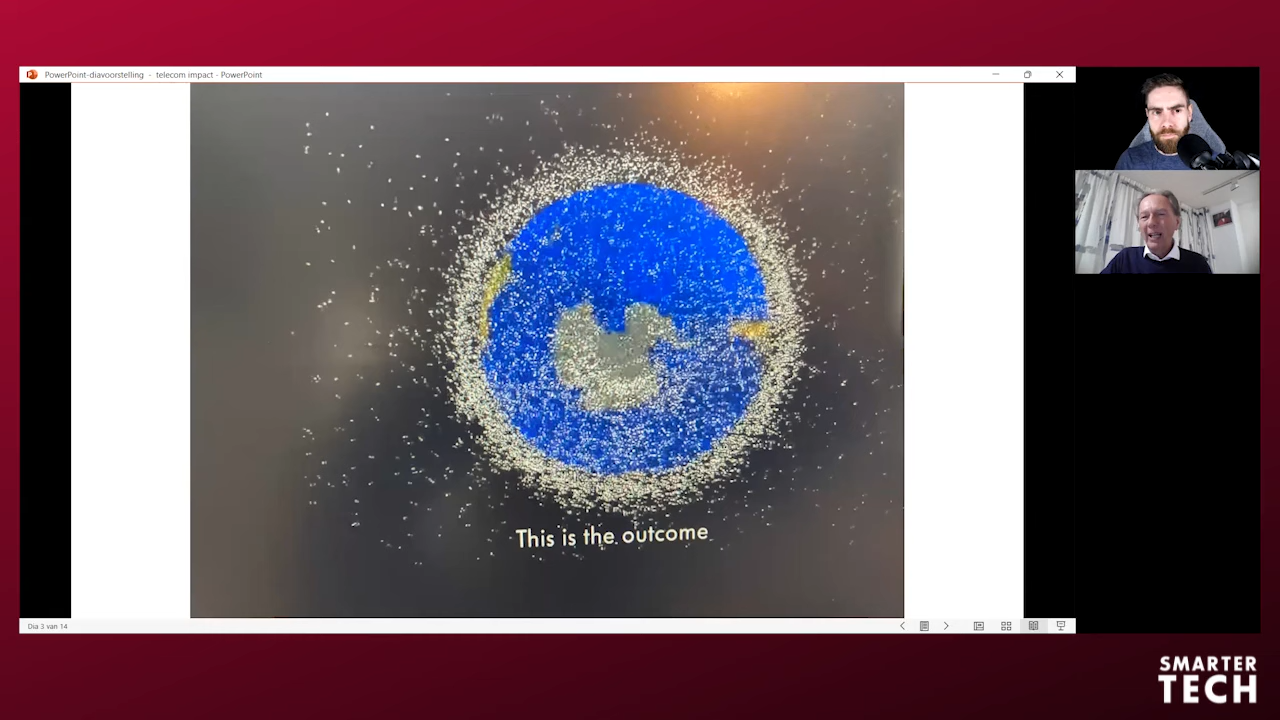 PowerPoint-diavoorstelling - telecom impact - PowerPoint
This is the outcome
Dia 3 van 14
SMARTER
TECH